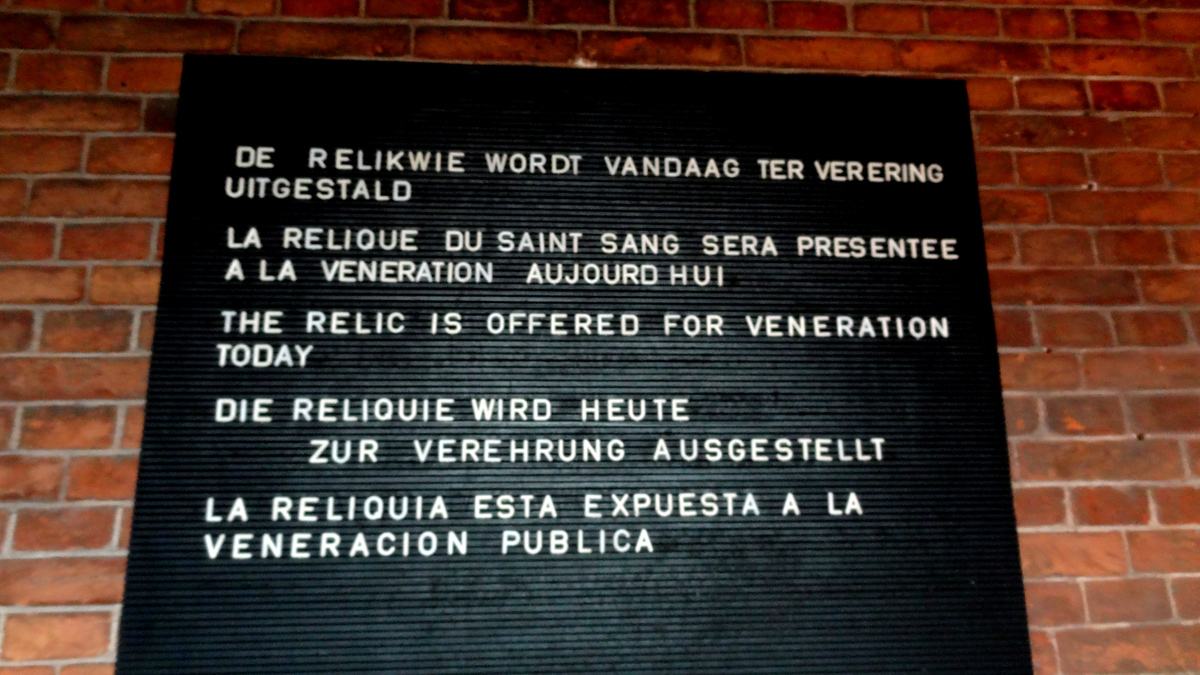 DE RELIKWIE WORDT VANDAAG TER VERERING
UITGESTALD
LA RELIQUE DU SAINT SANG SERA PRESENTEE
A LA VENERATION AUJOURD HUI
THE RELIC IS OFFERED FOR VENERATION
TODAY
DIE RELIQUIE WIRD HEUTE
ZUR VEREHRUNG AUSGESTELLT
LA RELIQUIA ESTA EXPUESTA A LA
VENERACION PUBLICA